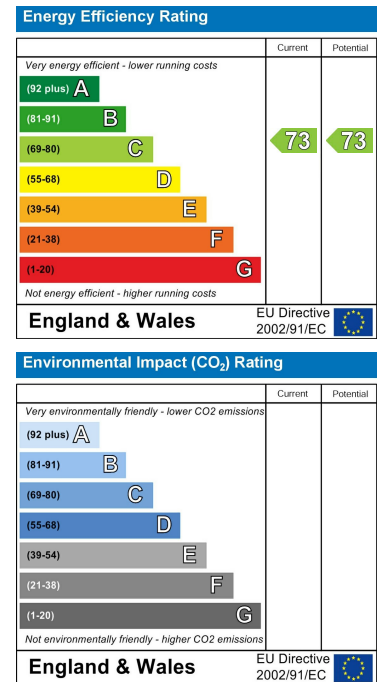 Energy Efficiency Rating
Current Potential
Very energy efficient - lower running costs
(92 plus) A
(81-91) B
(69-80) C
73 73
(55-68) D
(39-54) E
(21-38) F
(1-20) G
Not energy efficient - higher running costs
England & Wales
EU Directive
2002/91/EC
Environmental Impact (CO₂) Rating
Current Potential
Very environmentally friendly - lower CO2 emissions
(92 plus) A
(81-91) B
(69-80) C
(55-68) D
(39-54) E
(21-38) F
(1-20) G
Not environmentally friendly - higher CO2 emissions
England & Wales
EU Directive
2002/91/EC